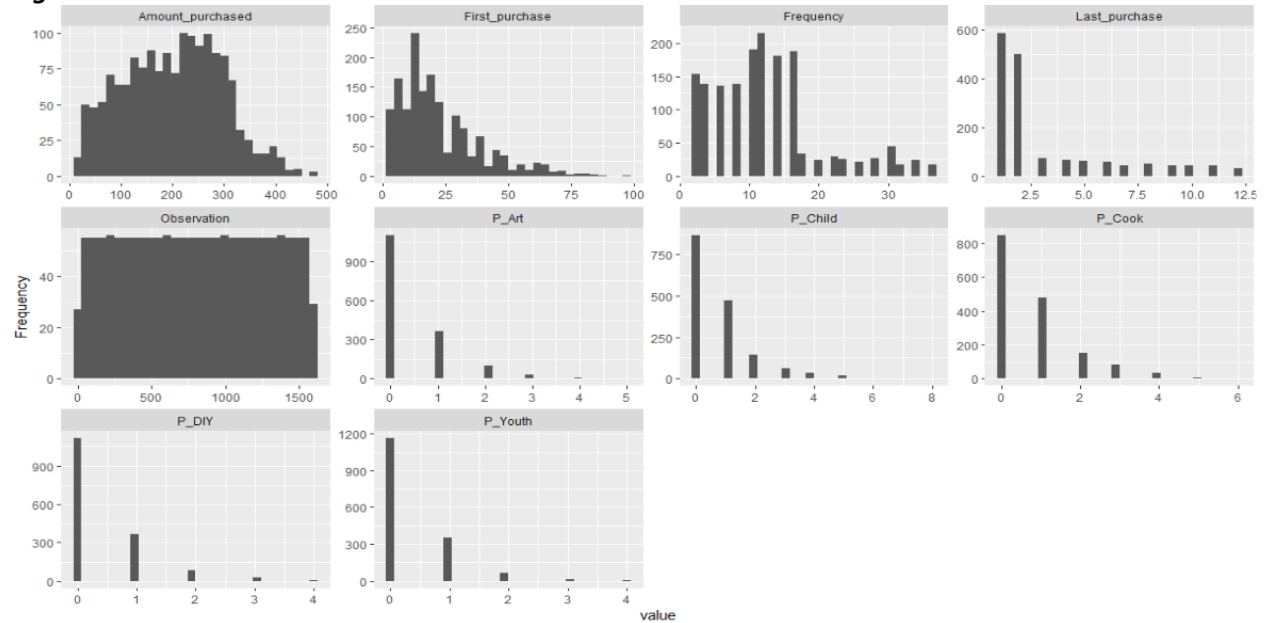 Amount_purchased First_purchase Frequency Last_purchase
100 75 50 25 0
250 200 150 100 50 0
200 150 100 50 0
600 400 200 0
0 100 200 300 400 500
0 25 50 75 100
0 10 20 30
2.5 5.0 7.5 10.0 12.5
Observation P_Art P_Child P_Cook
Frequency
40 20 0
900 600 300 0
750 500 250 0
800 600 400 200 0
0 500 1000 1500
0 1 2 3 4 5
0 2 4 6 8
0 2 4 6
P_DIY P_Youth
900 600 300 0
1200 900 600 300 0
0 1 2 3 4
0 1 2 3 4
value